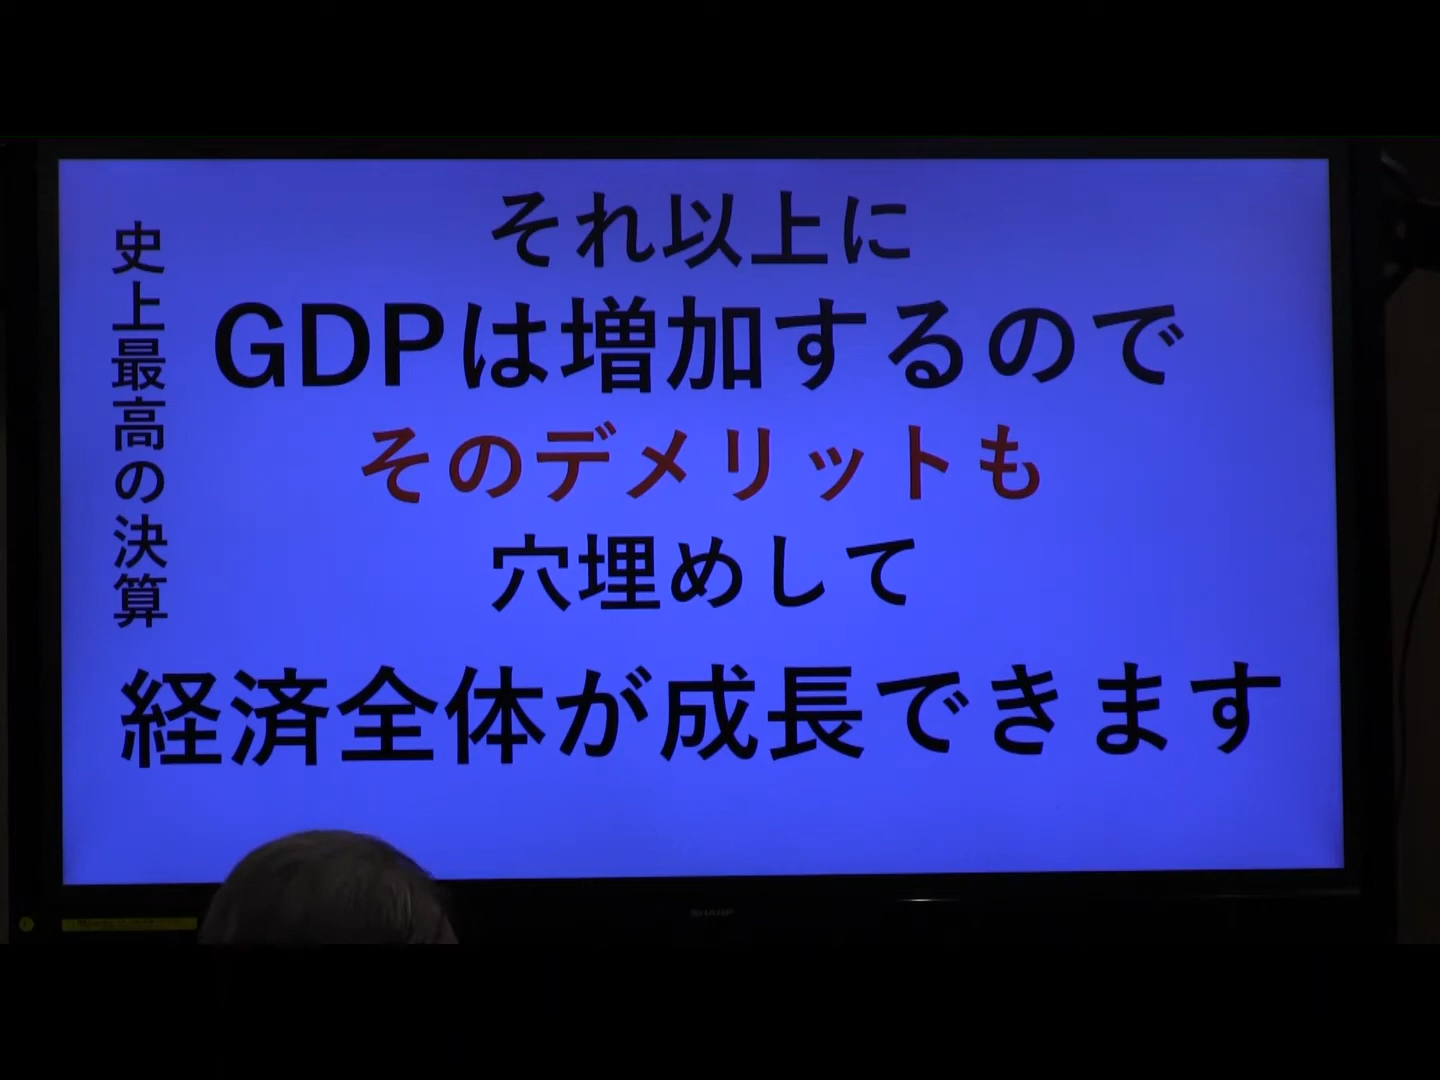 史上最高の決算
それ以上に
GDPは増加するので
そのデメリットも
穴埋めして
経済全体が成長できます
SHARP